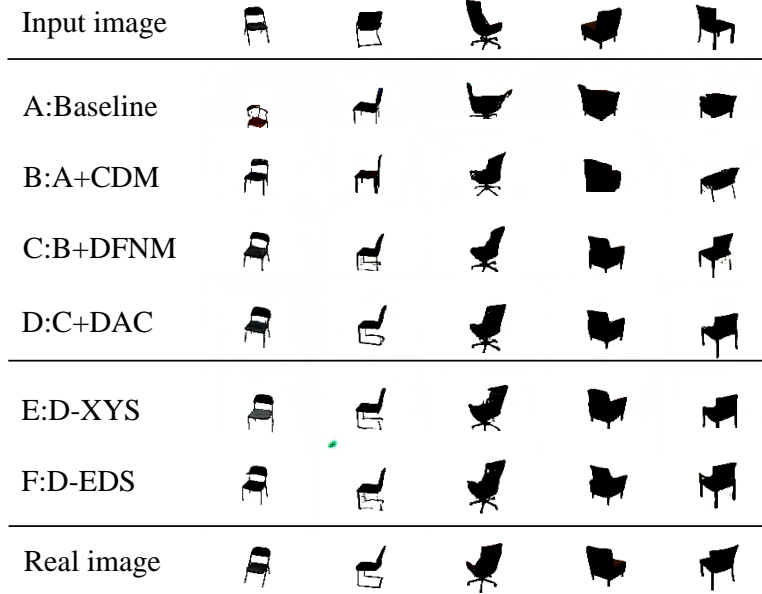 Input image
A:Baseline
B:A+CDM
C:B+DFNM
D:C+DAC
E:D-XYS
F:D-EDS
Real image